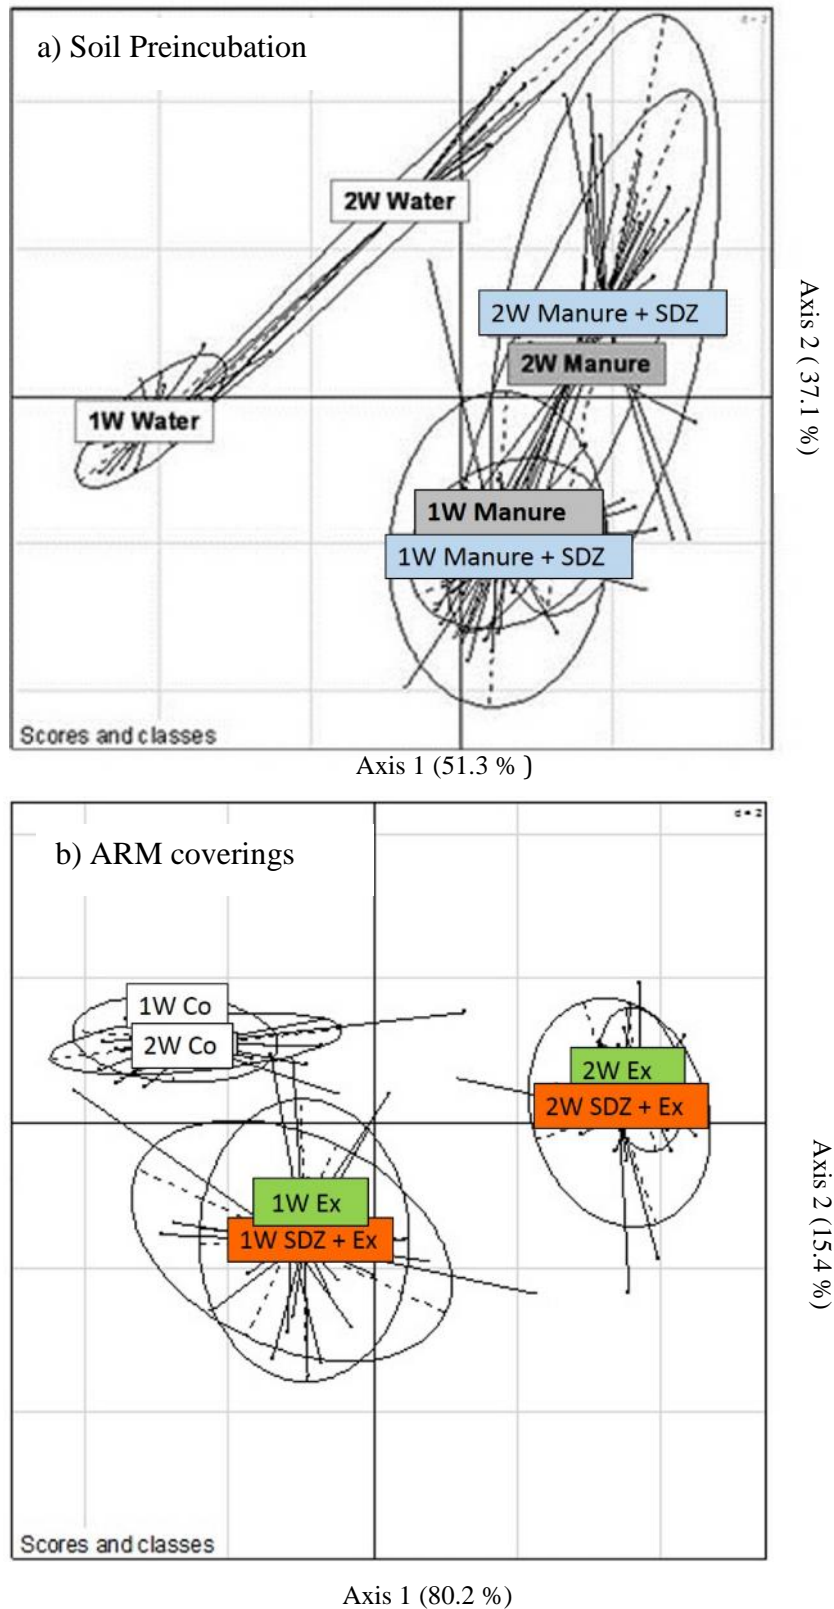 a) Soil Preincubation
d = 2
2W Water
2W Manure + SDZ
2W Manure
1W Water
1W Manure
1W Manure + SDZ
Scores and classes
Axis 1 (51.3 % )
Axis 2 ( 37.1 %)
b) ARM coverings
d = 2
1W Co
2W Co
2W Ex
2W SDZ + Ex
1W Ex
1W SDZ + Ex
Scores and classes
Axis 2 (15.4 %)
Axis 1 (80.2 %)